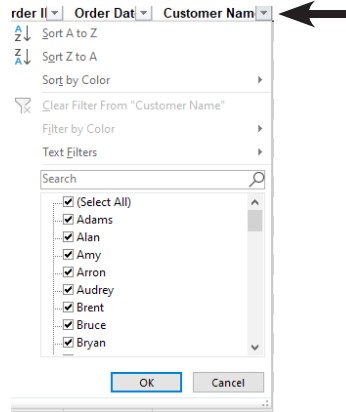 rder I Order Dat Customer Nam
Sort A to Z
Sort Z to A
Sort by Color
Clear Filter From "Customer Name"
Filter by Color
Text Filters
Search
(Select All)
Adams
Alan
Amy
Arron
Audrey
Brent
Bruce
Bryan
OK Cancel